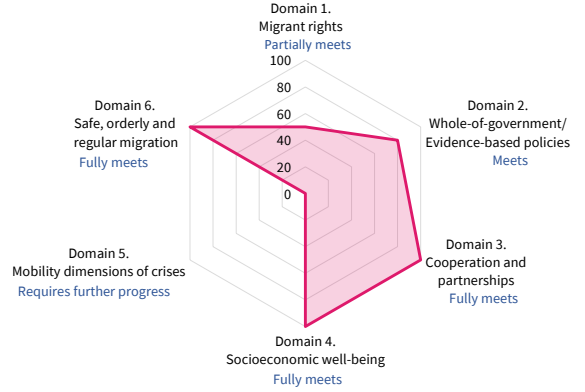 Domain 1.
Migrant rights
Partially meets
100
80
60
40
20
0
Domain 2.
Whole-of-government/
Evidence-based policies
Meets
Domain 3.
Cooperation and
partnerships
Fully meets
Domain 4.
Socioeconomic well-being
Fully meets
Domain 5.
Mobility dimensions of crises
Requires further progress
Domain 6.
Safe, orderly and
regular migration
Fully meets